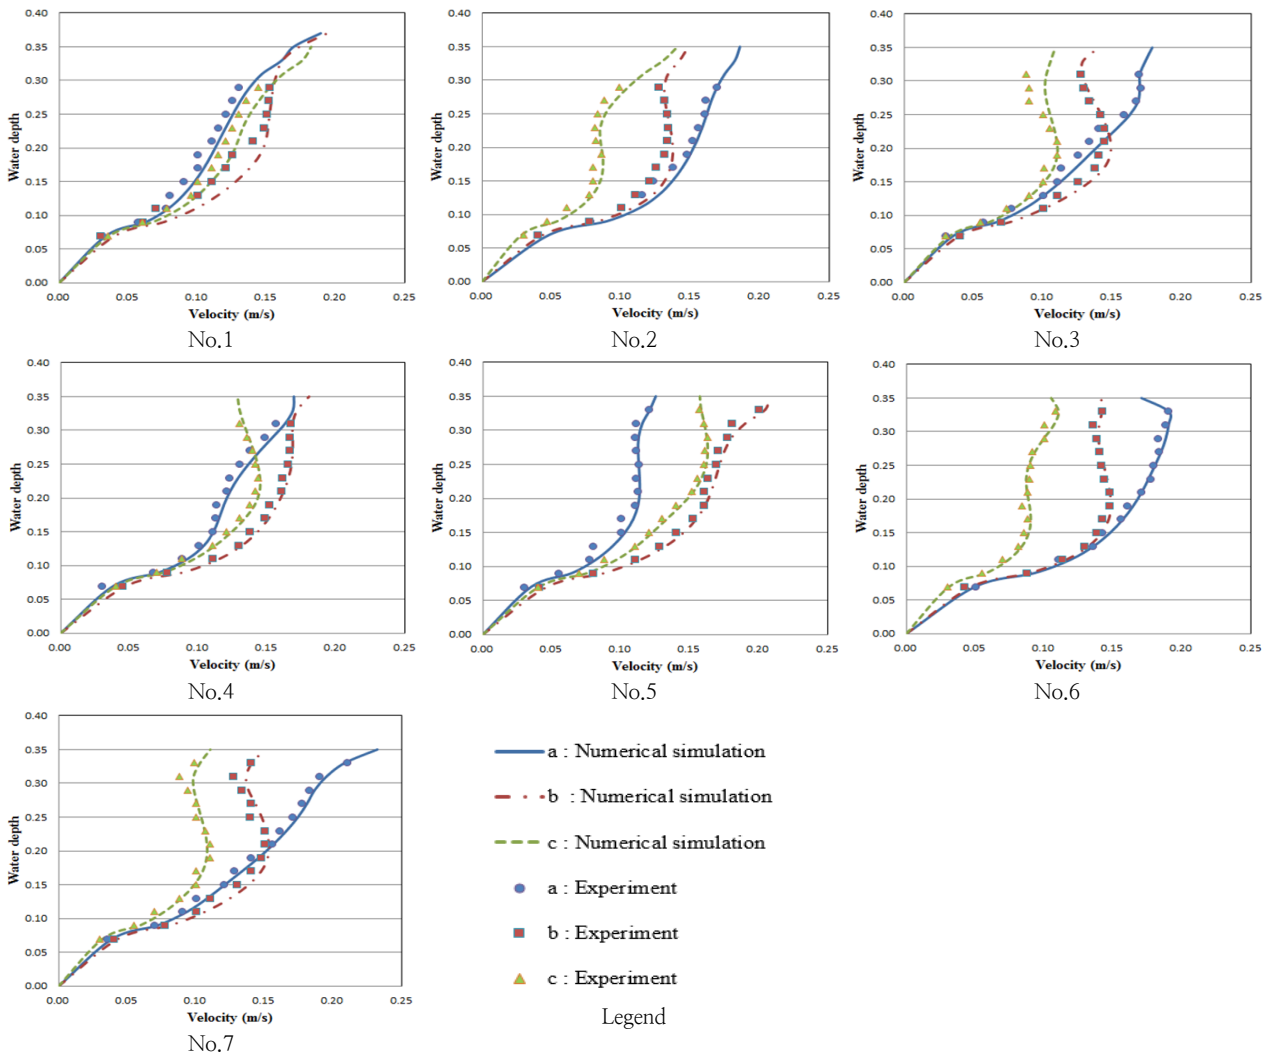 0.40 0.40 0.40
0.35 0.35 0.35
0.30 0.30 0.30
0.25 0.25 0.25
0.20 0.20 0.20
0.15 0.15 0.15
0.10 0.10 0.10
0.05 0.05 0.05
0.00 0.00 0.00
Water depth Water depth Water depth
0.00 0.05 0.10 0.15 0.20 0.25 0.00 0.05 0.10 0.15 0.20 0.25 0.00 0.05 0.10 0.15 0.20 0.25
Velocity (m/s) Velocity (m/s) Velocity (m/s)
No.1 No.2 No.3
0.40 0.40 0.40
0.35 0.35 0.35
0.30 0.30 0.30
0.25 0.25 0.25
0.20 0.20 0.20
0.15 0.15 0.15
0.10 0.10 0.10
0.05 0.05 0.05
0.00 0.00 0.00
Water depth Water depth Water depth
0.00 0.05 0.10 0.15 0.20 0.25 0.00 0.05 0.10 0.15 0.20 0.25 0.00 0.05 0.10 0.15 0.20 0.25
Velocity (m/s) Velocity (m/s) Velocity (m/s)
No.4 No.5 No.6
0.40
0.35
0.30
0.25
0.20
0.15
0.10
0.05
0.00
Water depth
0.00 0.05 0.10 0.15 0.20 0.25
Velocity (m/s)
No.7
a : Numerical simulation
b : Numerical simulation
c : Numerical simulation
a : Experiment
b : Experiment
c : Experiment
Legend